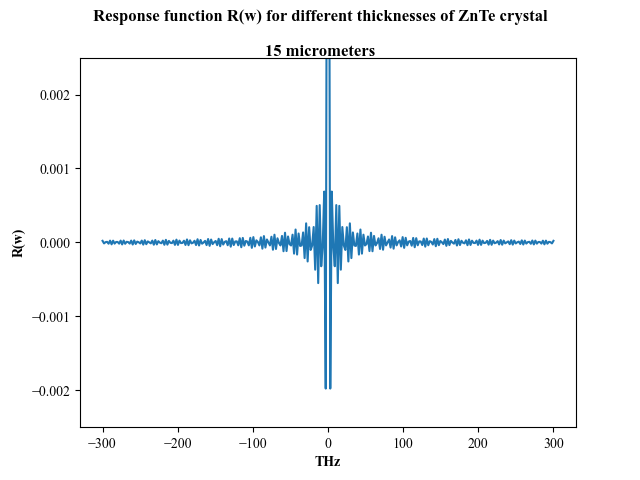 Response function R(w) for different thicknesses of ZnTe crystal
15 micrometers
0.002
0.001
0.000
−0.001
−0.002
R(w)
−300 −200 −100 0 100 200 300
THz